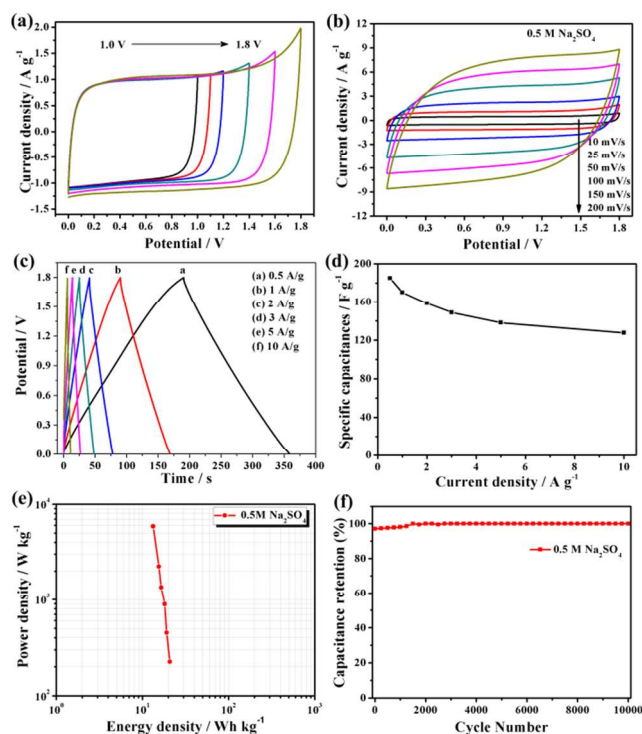 (a)
1.0 V 1.8 V
Current density / A g⁻¹
2.0
1.5
1.0
0.5
0.0
-0.5
-1.0
-1.5
0.0 0.2 0.4 0.6 0.8 1.0 1.2 1.4 1.6 1.8
Potential / V
(b)
0.5 M Na₂SO₄
Current density / A g⁻¹
12
9
6
3
0
-3
-6
-9
10 mV/s
25 mV/s
50 mV/s
100 mV/s
150 mV/s
200 mV/s
0.0 0.3 0.6 0.9 1.2 1.5 1.8
Potential / V
(c)
f e d c b a
(a) 0.5 A/g
(b) 1 A/g
(c) 2 A/g
(d) 3 A/g
(e) 5 A/g
(f) 10 A/g
Potential / V
1.8
1.5
1.2
0.9
0.6
0.3
0.0
0 50 100 150 200 250 300 350 400
Time / s
(d)
Specific capacitances / F g⁻¹
200
160
120
80
40
0
0 2 4 6 8 10
Current density / A g⁻¹
(e)
0.5M Na₂SO₄
Power density / W kg⁻¹
10⁴
10³
10²
10⁰ 10¹ 10² 10³
Energy density / Wh kg⁻¹
(f)
0.5 M Na₂SO₄
Capacitance retention (%)
120
100
80
60
40
20
0
0 2000 4000 6000 8000 10000
Cycle Number